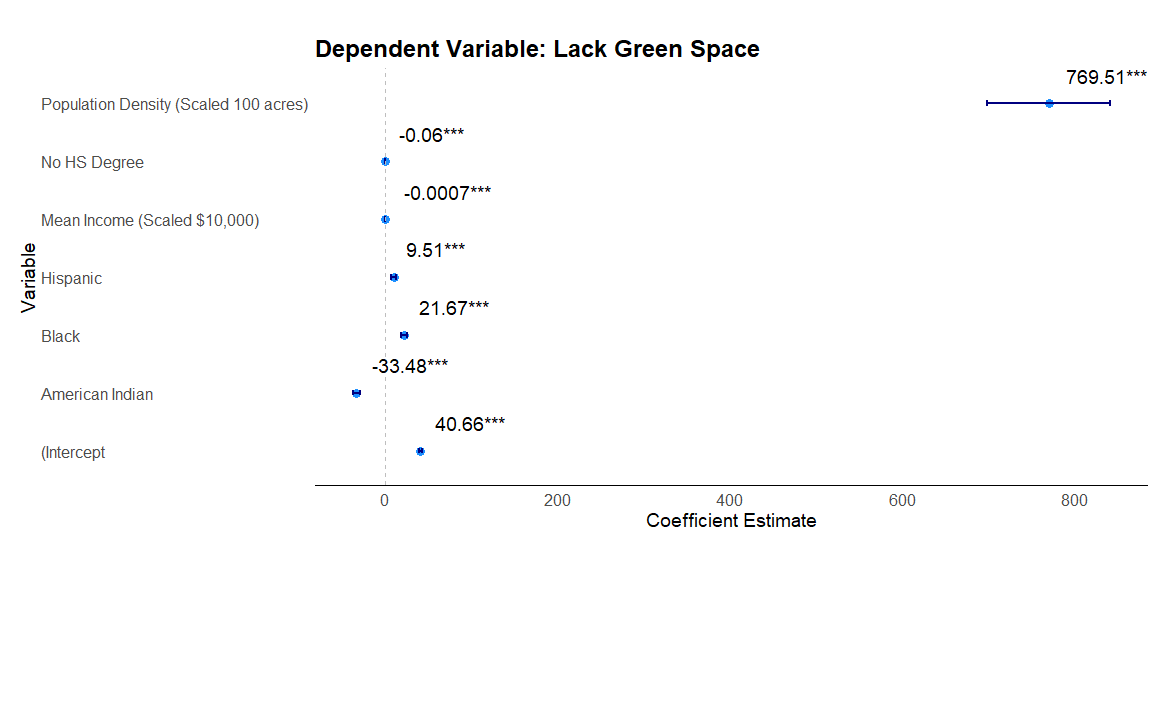 Dependent Variable: Lack Green Space
769.51***
Population Density (Scaled 100 acres)
-0.06***
No HS Degree
-0.0007***
Mean Income (Scaled $10,000)
Variable
9.51***
Hispanic
21.67***
Black
-33.48***
American Indian
40.66***
(Intercept
0 200 400 600 800
Coefficient Estimate